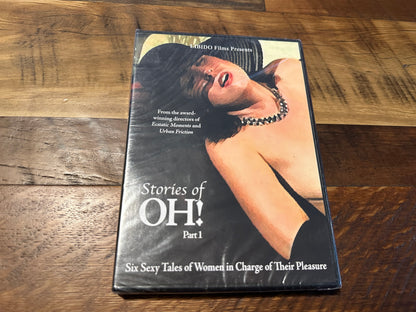 LIBIDO Films Presents
From the award-
winning directors of
Ecstatic Moments and
Urban Friction
Stories of
OH!
Part 1
Six Sexy Tales of Women in Charge of Their Pleasure